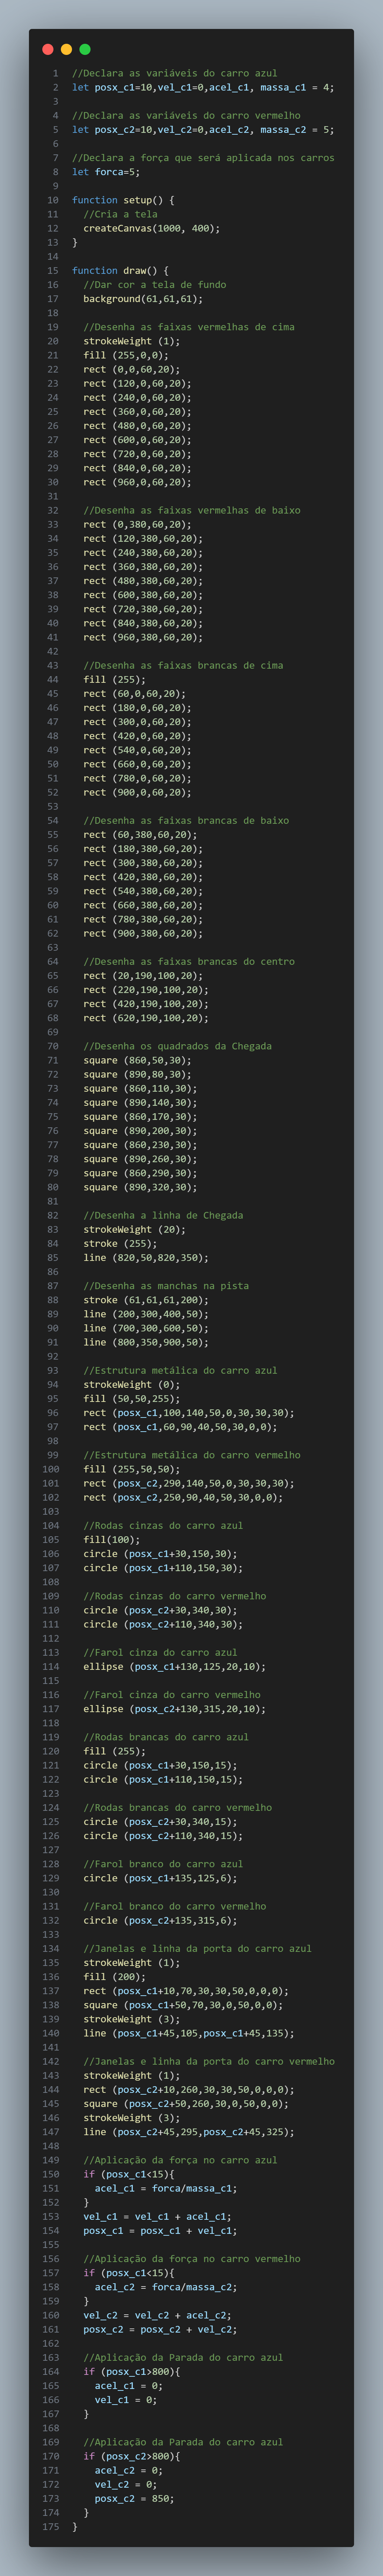 1 //Declara as variáveis do carro azul
2 let posx_c1=10,vel_c1=0,acel_c1, massa_c1 = 4;
3
4 //Declara as variáveis do carro vermelho
5 let posx_c2=10,vel_c2=0,acel_c2, massa_c2 = 5;
6
7 //Declara a força que será aplicada nos carros
8 let forca=5;
9
10 function setup() {
11   //Cria a tela
12   createCanvas(1000, 400);
13 }
14
15 function draw() {
16   //Dar cor a tela de fundo
17   background(61,61,61);
18
19   //Desenha as faixas vermelhas de cima
20   strokeWeight (1);
21   fill (255,0,0);
22   rect (0,0,60,20);
23   rect (120,0,60,20);
24   rect (240,0,60,20);
25   rect (360,0,60,20);
26   rect (480,0,60,20);
27   rect (600,0,60,20);
28   rect (720,0,60,20);
29   rect (840,0,60,20);
30   rect (960,0,60,20);
31
32   //Desenha as faixas vermelhas de baixo
33   rect (0,380,60,20);
34   rect (120,380,60,20);
35   rect (240,380,60,20);
36   rect (360,380,60,20);
37   rect (480,380,60,20);
38   rect (600,380,60,20);
39   rect (720,380,60,20);
40   rect (840,380,60,20);
41   rect (960,380,60,20);
42
43   //Desenha as faixas brancas de cima
44   fill (255);
45   rect (60,0,60,20);
46   rect (180,0,60,20);
47   rect (300,0,60,20);
48   rect (420,0,60,20);
49   rect (540,0,60,20);
50   rect (660,0,60,20);
51   rect (780,0,60,20);
52   rect (900,0,60,20);
53
54   //Desenha as faixas brancas de baixo
55   rect (60,380,60,20);
56   rect (180,380,60,20);
57   rect (300,380,60,20);
58   rect (420,380,60,20);
59   rect (540,380,60,20);
60   rect (660,380,60,20);
61   rect (780,380,60,20);
62   rect (900,380,60,20);
63
64   //Desenha as faixas brancas do centro
65   rect (20,190,100,20);
66   rect (220,190,100,20);
67   rect (420,190,100,20);
68   rect (620,190,100,20);
69
70   //Desenha os quadrados da Chegada
71   square (860,50,30);
72   square (890,80,30);
73   square (860,110,30);
74   square (890,140,30);
75   square (860,170,30);
76   square (890,200,30);
77   square (860,230,30);
78   square (890,260,30);
79   square (860,290,30);
80   square (890,320,30);
81
82   //Desenha a linha de Chegada
83   strokeWeight (20);
84   stroke (255);
85   line (820,50,820,350);
86
87   //Desenha as manchas na pista
88   stroke (61,61,61,200);
89   line (200,300,400,50);
90   line (700,300,600,50);
91   line (800,350,900,50);
92
93   //Estrutura metálica do carro azul
94   strokeWeight (0);
95   fill (50,50,255);
96   rect (posx_c1,100,140,50,0,30,30,30);
97   rect (posx_c1,60,90,40,50,30,0,0);
98
99   //Estrutura metálica do carro vermelho
100   fill (255,50,50);
101   rect (posx_c2,290,140,50,0,30,30,30);
102   rect (posx_c2,250,90,40,50,30,0,0);
103
104   //Rodas cinzas do carro azul
105   fill(100);
106   circle (posx_c1+30,150,30);
107   circle (posx_c1+110,150,30);
108
109   //Rodas cinzas do carro vermelho
110   circle (posx_c2+30,340,30);
111   circle (posx_c2+110,340,30);
112
113   //Farol cinza do carro azul
114   ellipse (posx_c1+130,125,20,10);
115
116   //Farol cinza do carro vermelho
117   ellipse (posx_c2+130,315,20,10);
118
119   //Rodas brancas do carro azul
120   fill (255);
121   circle (posx_c1+30,150,15);
122   circle (posx_c1+110,150,15);
123
124   //Rodas brancas do carro vermelho
125   circle (posx_c2+30,340,15);
126   circle (posx_c2+110,340,15);
127
128   //Farol branco do carro azul
129   circle (posx_c1+135,125,6);
130
131   //Farol branco do carro vermelho
132   circle (posx_c2+135,315,6);
133
134   //Janelas e linha da porta do carro azul
135   strokeWeight (1);
136   fill (200);
137   rect (posx_c1+10,70,30,30,50,0,0,0);
138   square (posx_c1+50,70,30,0,50,0,0);
139   strokeWeight (3);
140   line (posx_c1+45,105,posx_c1+45,135);
141
142   //Janelas e linha da porta do carro vermelho
143   strokeWeight (1);
144   rect (posx_c2+10,260,30,30,50,0,0,0);
145   square (posx_c2+50,260,30,0,50,0,0);
146   strokeWeight (3);
147   line (posx_c2+45,295,posx_c2+45,325);
148
149   //Aplicação da força no carro azul
150   if (posx_c1<15){
151     acel_c1 = forca/massa_c1;
152   }
153   vel_c1 = vel_c1 + acel_c1;
154   posx_c1 = posx_c1 + vel_c1;
155
156   //Aplicação da força no carro vermelho
157   if (posx_c1<15){
158     acel_c2 = forca/massa_c2;
159   }
160   vel_c2 = vel_c2 + acel_c2;
161   posx_c2 = posx_c2 + vel_c2;
162
163   //Aplicação da Parada do carro azul
164   if (posx_c1>800){
165     acel_c1 = 0;
166     vel_c1 = 0;
167   }
168
169   //Aplicação da Parada do carro azul
170   if (posx_c2>800){
171     acel_c2 = 0;
172     vel_c2 = 0;
173     posx_c2 = 850;
174   }
175 }